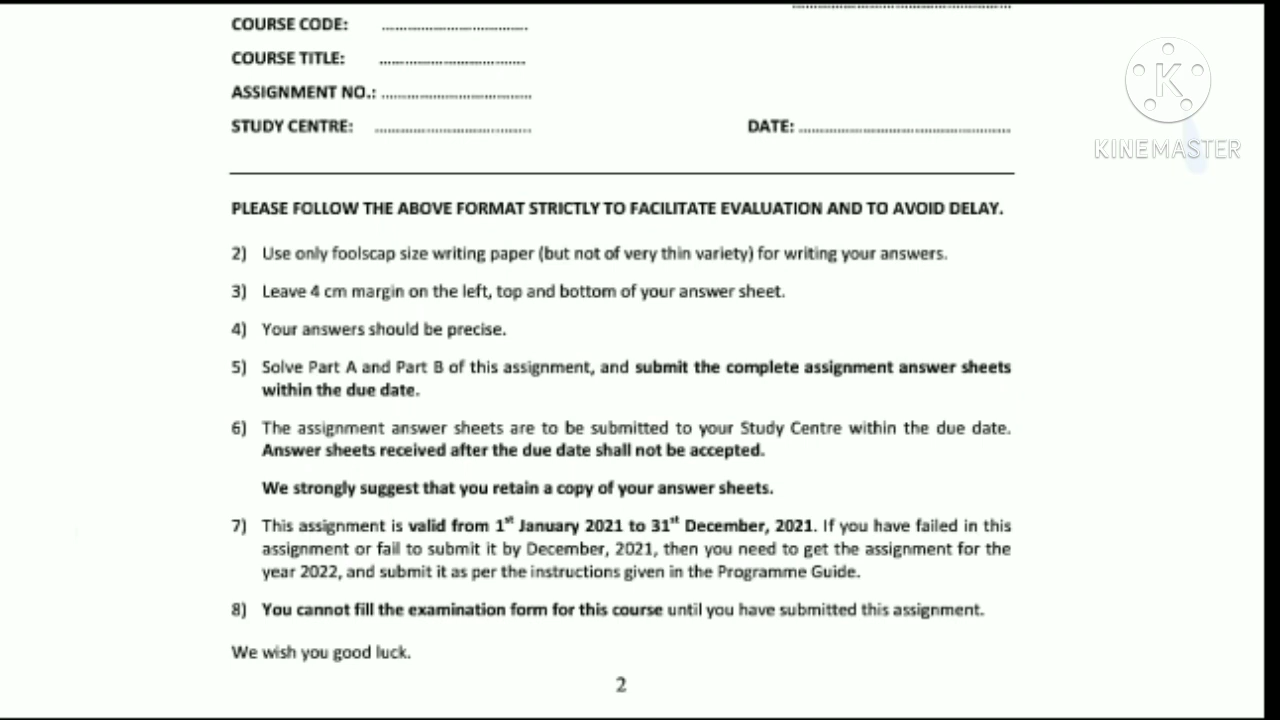 COURSE CODE: ........................................
COURSE TITLE: ........................................
ASSIGNMENT NO.: ........................................
STUDY CENTRE: ........................................ DATE: ........................................
K
KINEMASTER
PLEASE FOLLOW THE ABOVE FORMAT STRICTLY TO FACILITATE EVALUATION AND TO AVOID DELAY.
2) Use only foolscap size writing paper (but not of very thin variety) for writing your answers.
3) Leave 4 cm margin on the left, top and bottom of your answer sheet.
4) Your answers should be precise.
5) Solve Part A and Part B of this assignment, and submit the complete assignment answer sheets
within the due date.
6) The assignment answer sheets are to be submitted to your Study Centre within the due date.
Answer sheets received after the due date shall not be accepted.
We strongly suggest that you retain a copy of your answer sheets.
7) This assignment is valid from 1st January 2021 to 31st December, 2021. If you have failed in this
assignment or fail to submit it by December, 2021, then you need to get the assignment for the
year 2022, and submit it as per the instructions given in the Programme Guide.
8) You cannot fill the examination form for this course until you have submitted this assignment.
We wish you good luck.
2